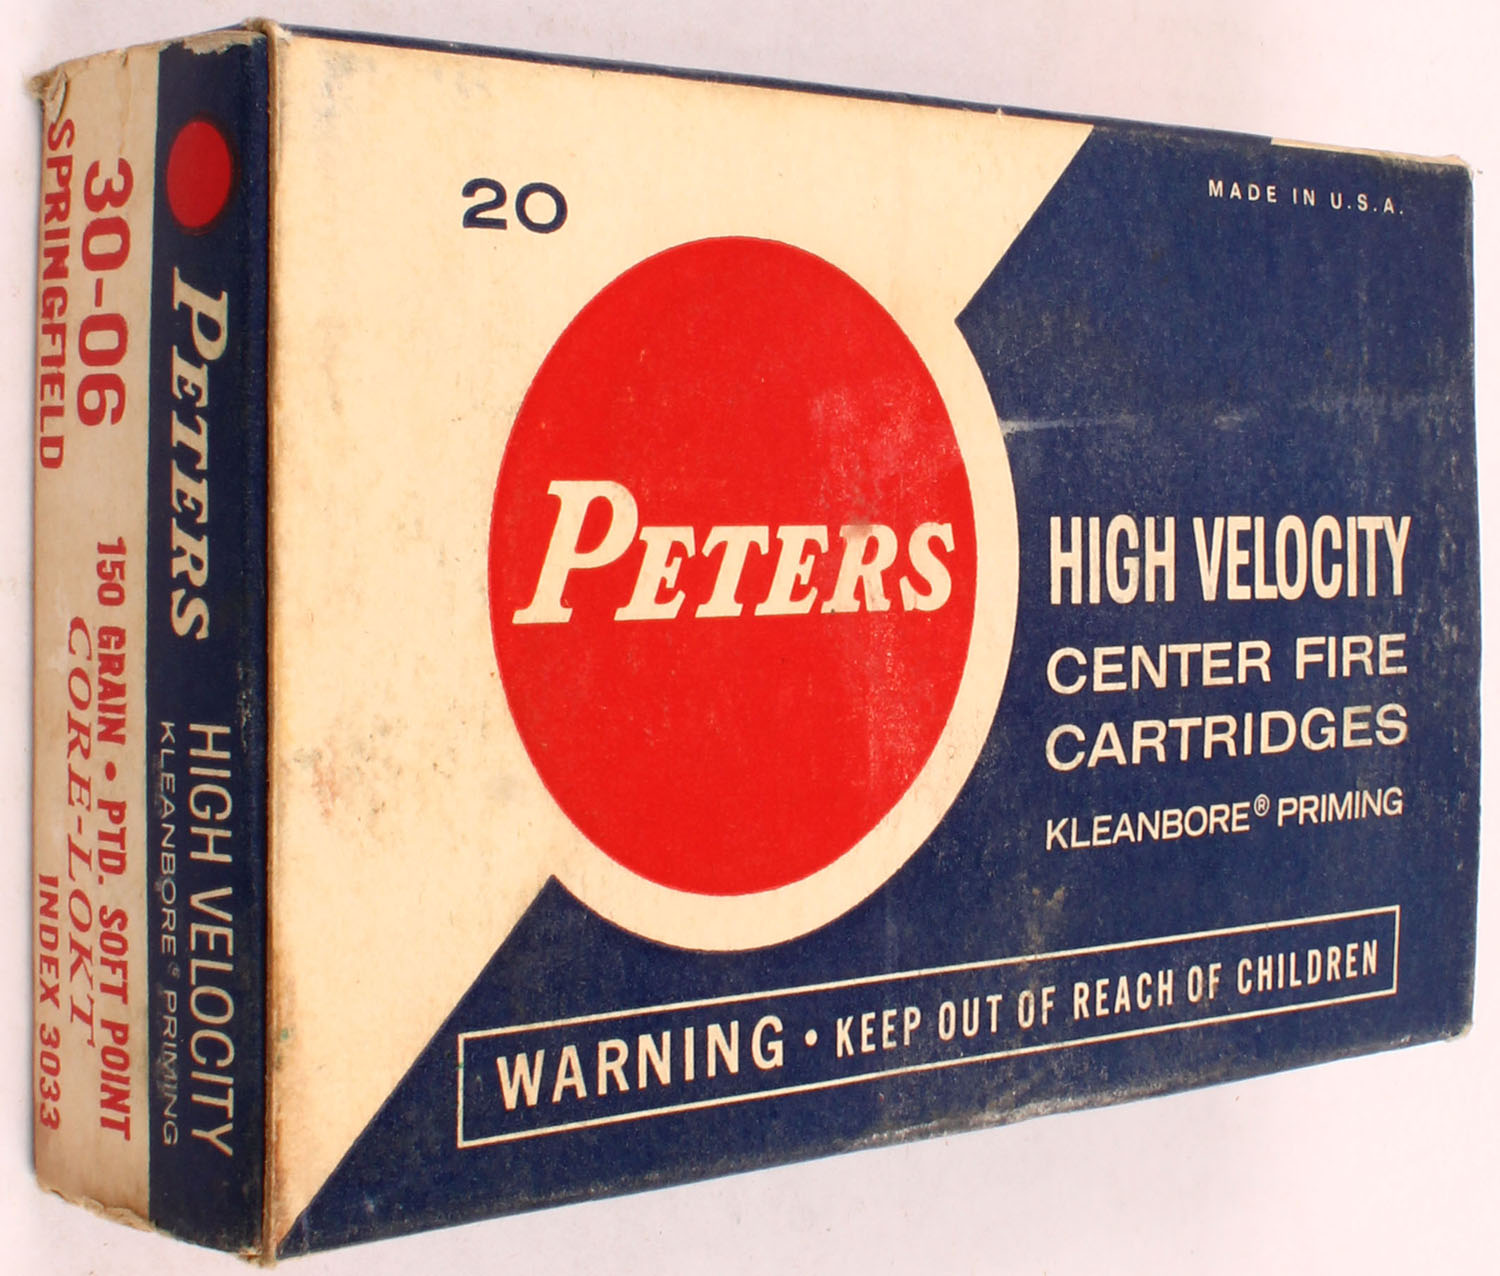 20
MADE IN U.S.A.
PETERS
HIGH VELOCITY
CENTER FIRE
CARTRIDGES
KLEANBORE® PRIMING
WARNING • KEEP OUT OF REACH OF CHILDREN
PETERS
HIGH VELOCITY
KLEANBORE® PRIMING
30-06
SPRINGFIELD
150 GRAIN • PTD. SOFT POINT
CORE-LOKT
INDEX 3033